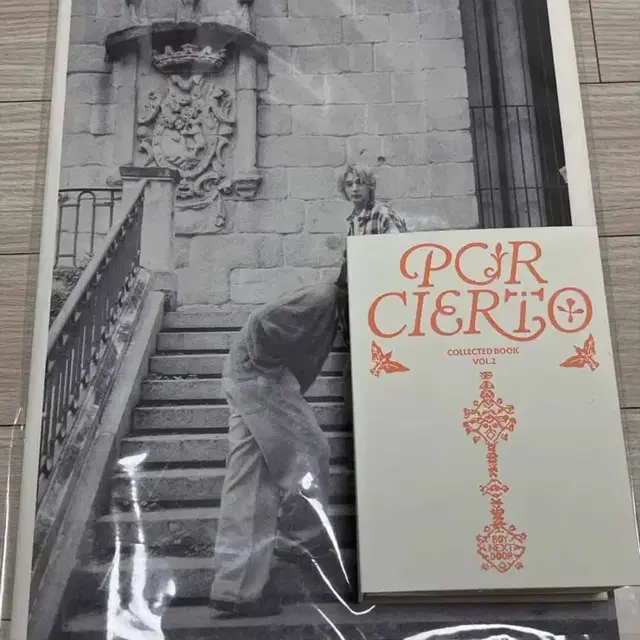 POR
CIERTO
COLLECTED BOOK
VOL.2
BOY
NEXT
DOOR